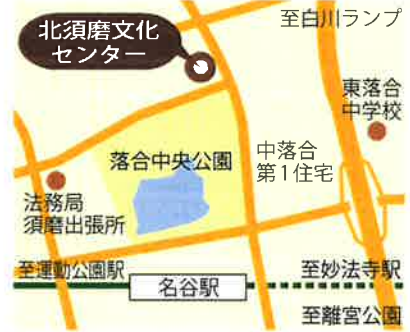 至白川ランプ
北須磨文化
センター
東落合
中学校
落合中央公園
中落合
第1住宅
法務局
須磨出張所
至運動公園駅
名谷駅
至妙法寺駅
至離宮公園